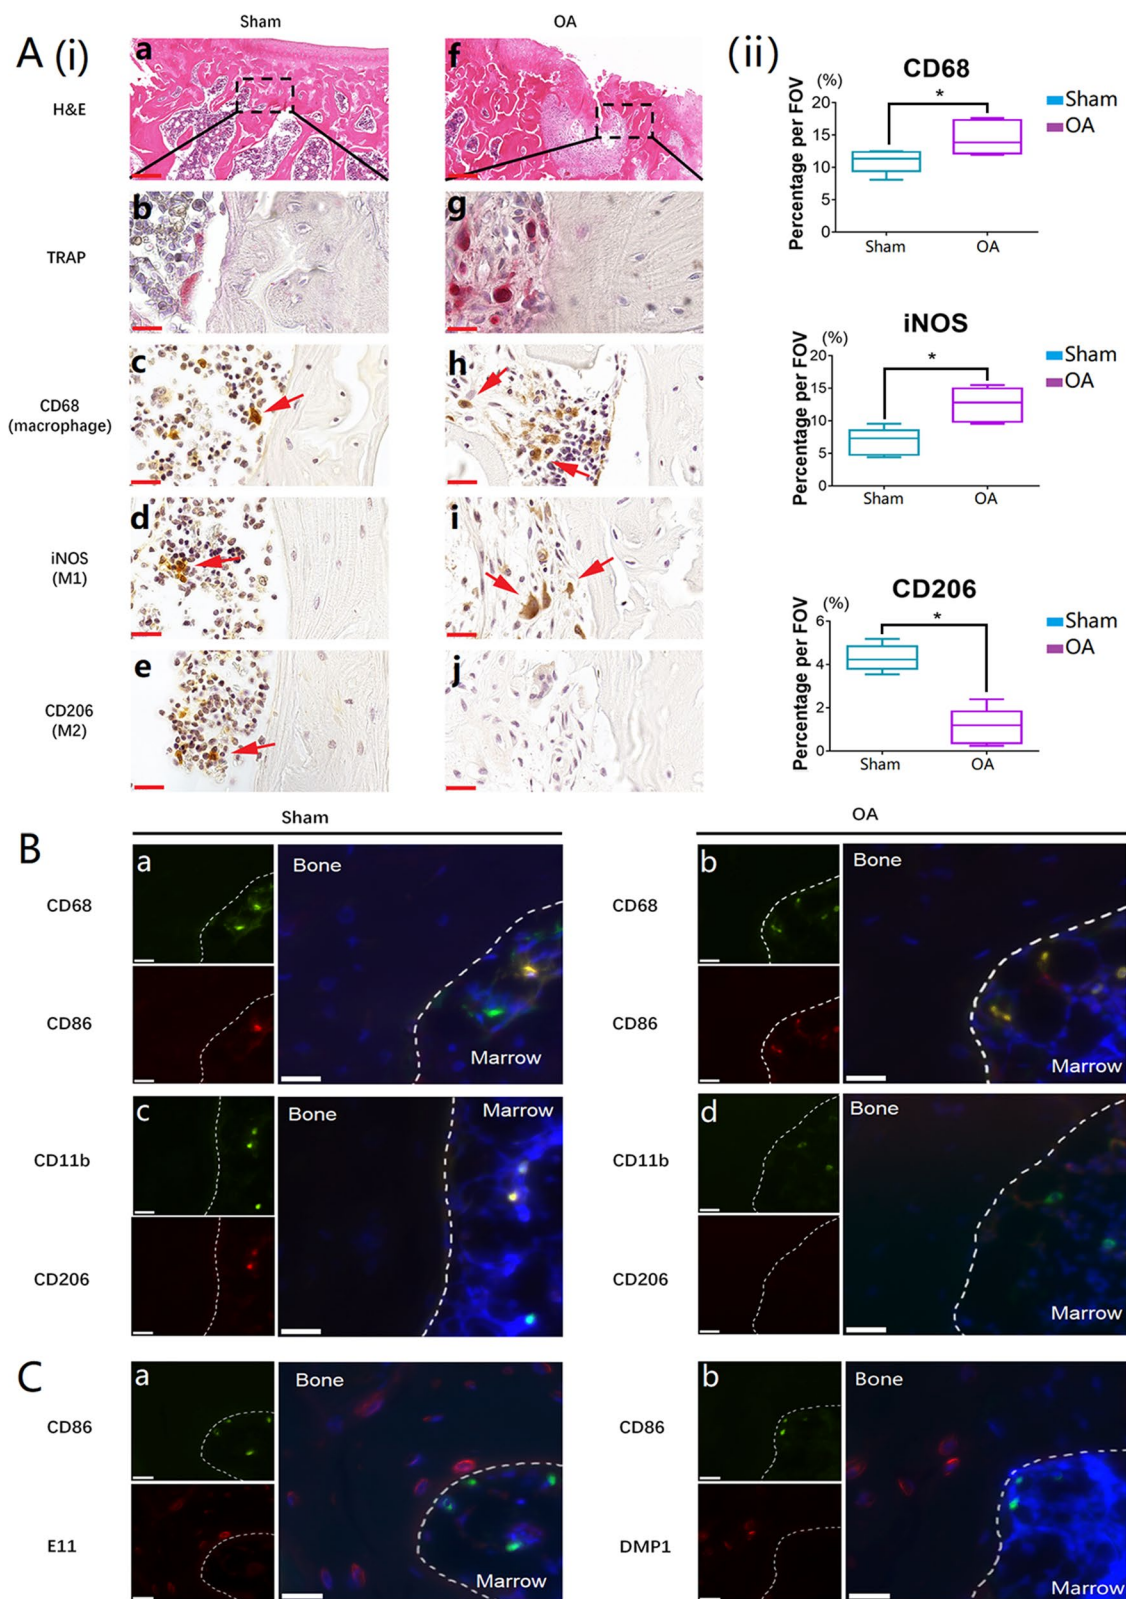 Sham
OA
A (i)
(ii)
H&E
a
f
TRAP
b
g
CD68
(macrophage)
c
h
iNOS
(M1)
d
i
CD206
(M2)
e
j
CD68
(%)
Percentage per FOV
20
15
10
5
0
*
Sham
OA
Sham
OA
iNOS
(%)
Percentage per FOV
20
15
10
5
0
*
Sham
OA
Sham
OA
CD206
(%)
Percentage per FOV
6
4
2
0
*
Sham
OA
Sham
OA
Sham
OA
B
CD68
a
Bone
CD86
Marrow
CD68
b
Bone
CD86
Marrow
CD11b
c
Bone
Marrow
CD206
CD11b
d
Bone
CD206
Marrow
C
CD86
a
Bone
E11
Marrow
CD86
b
Bone
DMP1
Marrow